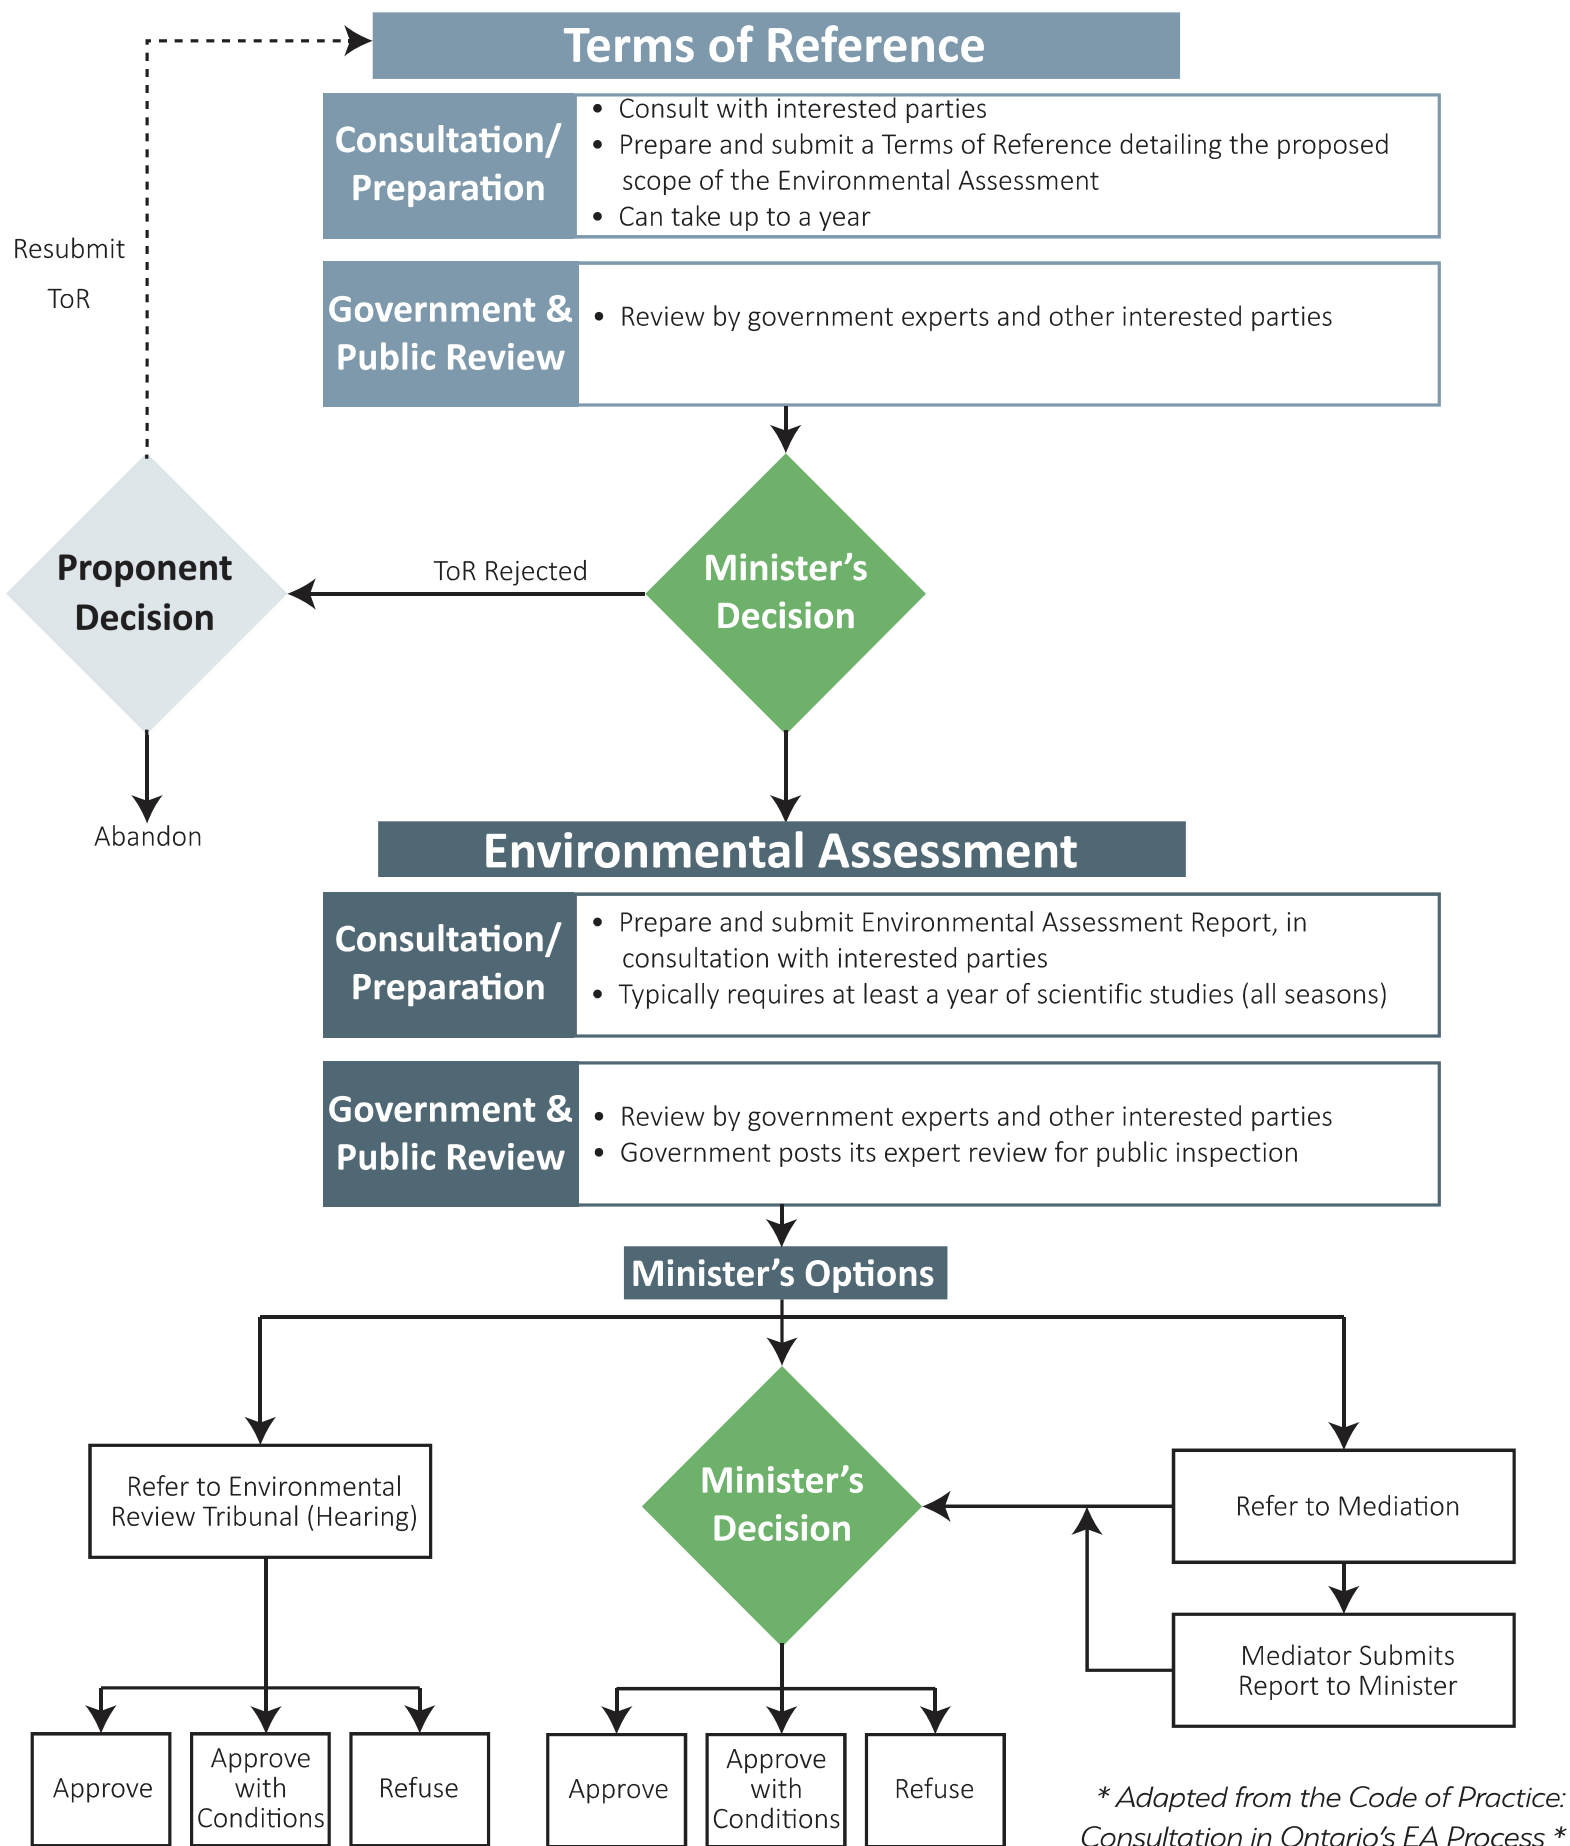 Terms of Reference
Consultation/
Preparation
• Consult with interested parties
• Prepare and submit a Terms of Reference detailing the proposed
scope of the Environmental Assessment
• Can take up to a year
Resubmit
ToR
Government &
Public Review
• Review by government experts and other interested parties
Proponent
Decision
ToR Rejected
Minister’s
Decision
Abandon
Environmental Assessment
Consultation/
Preparation
• Prepare and submit Environmental Assessment Report, in
consultation with interested parties
• Typically requires at least a year of scientific studies (all seasons)
Government &
Public Review
• Review by government experts and other interested parties
• Government posts its expert review for public inspection
Minister’s Options
Refer to Environmental
Review Tribunal (Hearing)
Minister’s
Decision
Refer to Mediation
Mediator Submits
Report to Minister
Approve
Approve
with
Conditions
Refuse
Approve
Approve
with
Conditions
Refuse
* Adapted from the Code of Practice:
Consultation in Ontario’s EA Process *